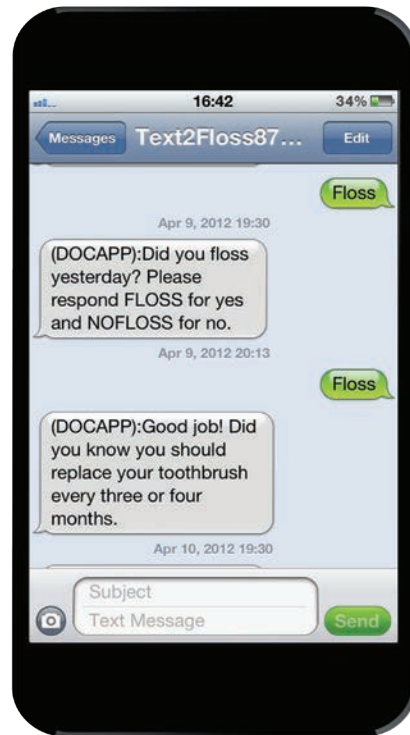 16:42
34%
Messages
Text2Floss87...
Edit
Floss
Apr 9, 2012 19:30
(DOCAPP):Did you floss
yesterday? Please
respond FLOSS for yes
and NOFLOSS for no.
Apr 9, 2012 20:13
Floss
(DOCAPP):Good job! Did
you know you should
replace your toothbrush
every three or four
months.
Apr 10, 2012 19:30
Subject
Text Message
Send